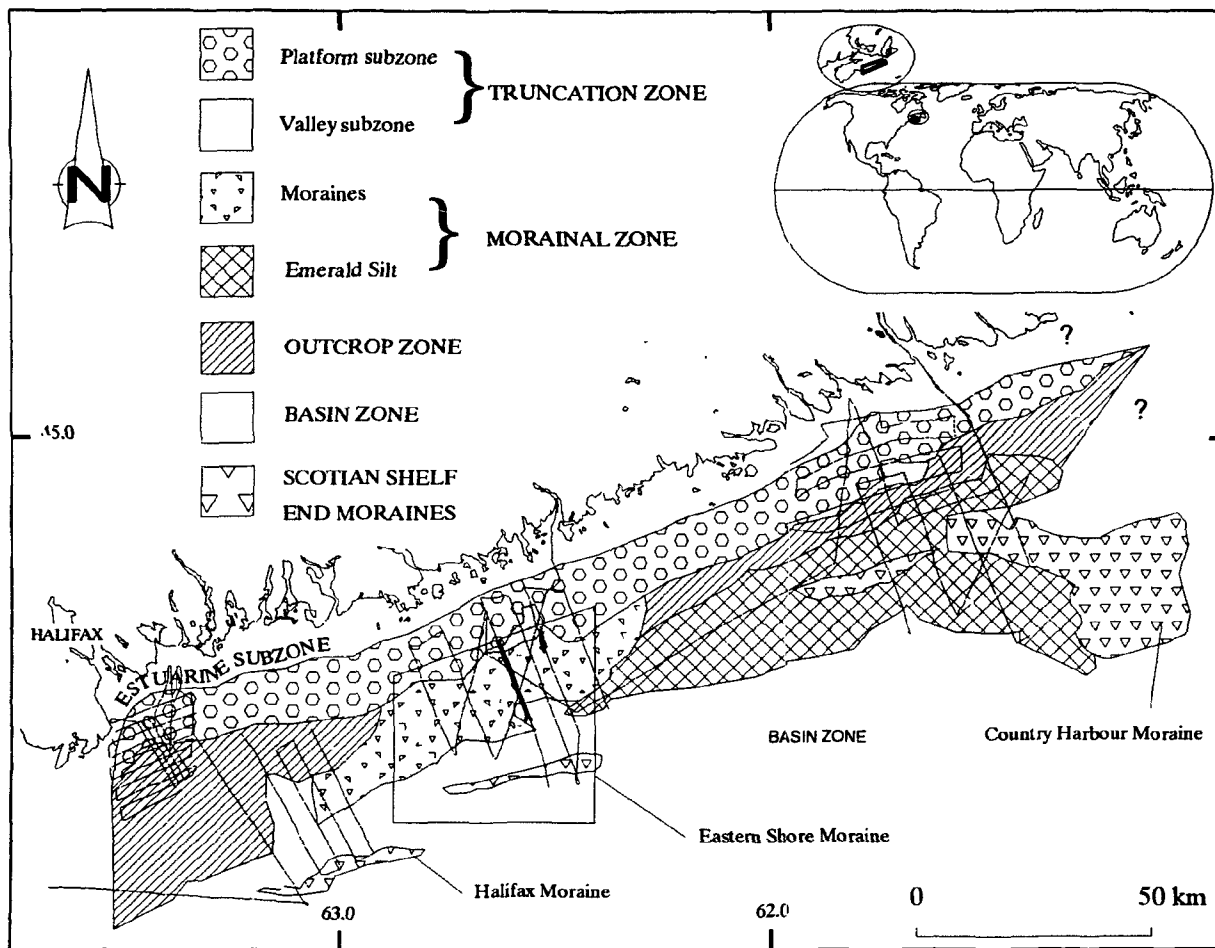 Platform subzone
TRUNCATION ZONE
Valley subzone
N
Moraines
MORAINAL ZONE
Emerald Silt
OUTCROP ZONE
BASIN ZONE
SCOTIAN SHELF
END MORAINES
?
?
45.0
HALIFAX
ESTUARINE SUBZONE
BASIN ZONE
Country Harbour Moraine
Eastern Shore Moraine
Halifax Moraine
0 50 km
63.0
62.0